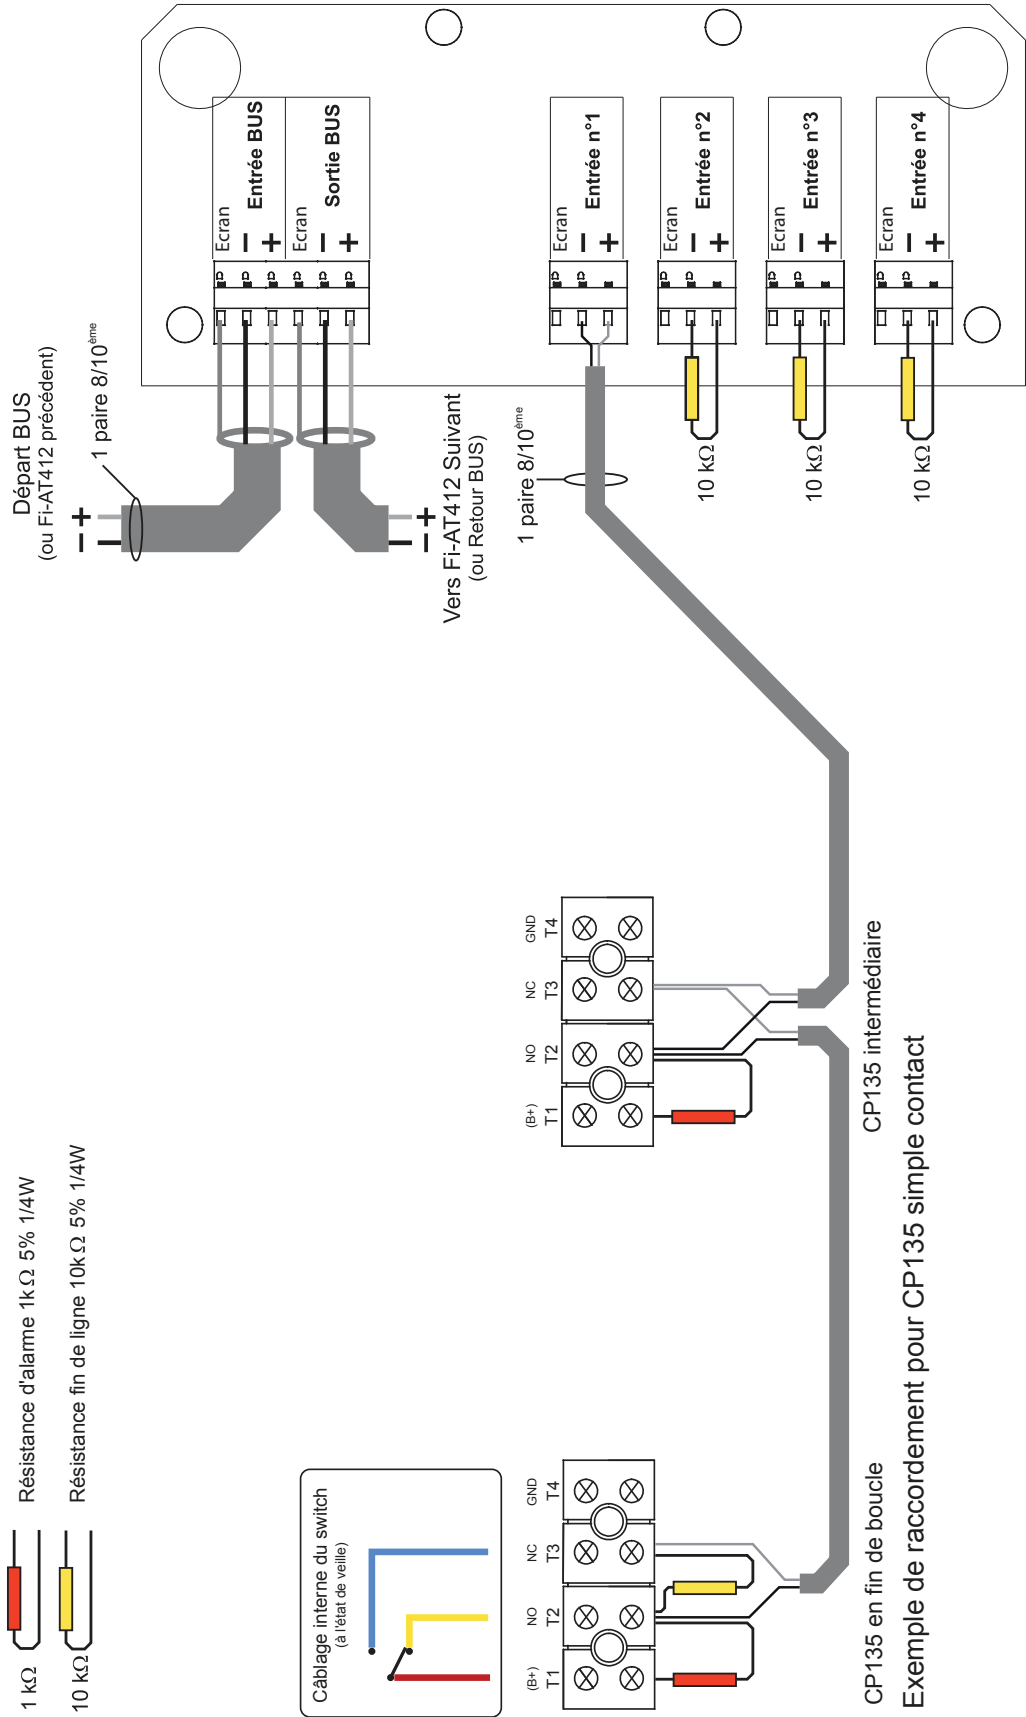 1 kΩ
Résistance d'alarme 1kΩ 5% 1/4W
10 kΩ
Résistance fin de ligne 10kΩ 5% 1/4W
Câblage interne du switch
(à l'état de veille)
Départ BUS
(ou Fi-AT412 précédent)
1 paire 8/10ème
− +
− +
Vers Fi-AT412 Suivant
(ou Retour BUS)
1 paire 8/10ème
Ecran
−
+
Entrée BUS
Ecran
−
+
Sortie BUS
Ecran
−
+
Entrée n°1
Ecran
−
+
Entrée n°2
Ecran
−
+
Entrée n°3
Ecran
−
+
Entrée n°4
10 kΩ
10 kΩ
10 kΩ
(B+) NO NC GND
T1 T2 T3 T4
CP135 en fin de boucle
(B+) NO NC GND
T1 T2 T3 T4
CP135 intermédiaire
Exemple de raccordement pour CP135 simple contact